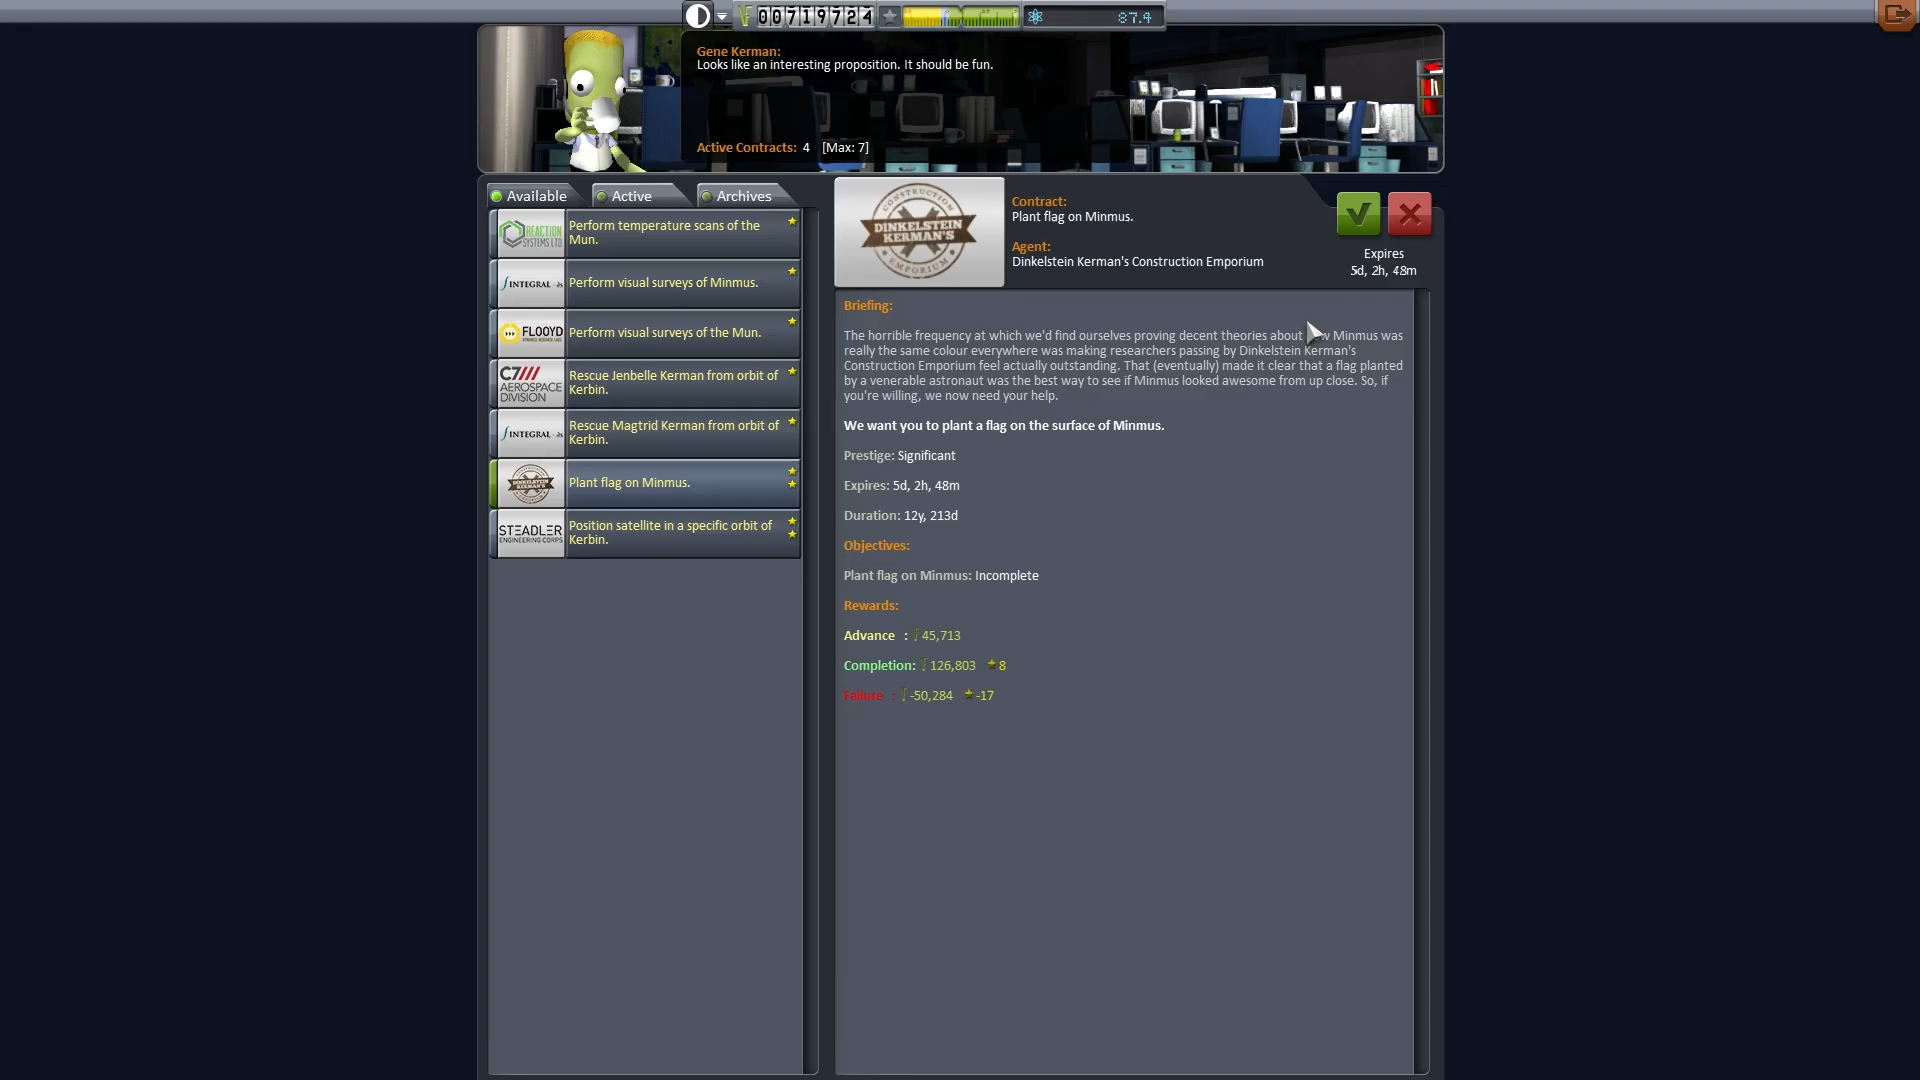 00719724
87.4
Gene Kerman:
Looks like an interesting proposition. It should be fun.
Active Contracts: 4 [Max: 7]
Available
Active
Archives
REACTION
SYSTEMS LTD
Perform temperature scans of the
Mun.
INTEGRAL
Perform visual surveys of Minmus.
FLOOYD
Perform visual surveys of the Mun.
C7///
AEROSPACE
DIVISION
Rescue Jenbelle Kerman from orbit of
Kerbin.
INTEGRAL
Rescue Magtrid Kerman from orbit of
Kerbin.
DINKELSTEIN
Plant flag on Minmus.
STEADLER
ENGINEERING CORPS
Position satellite in a specific orbit of
Kerbin.
CONSTRUCTION
DINKELSTEIN
KERMAN'S
EMPORIUM
Contract:
Plant flag on Minmus.
Agent:
Dinkelstein Kerman's Construction Emporium
Expires
5d, 2h, 48m
Briefing:
The horrible frequency at which we'd find ourselves proving decent theories about Minmus was
really the same colour everywhere was making researchers passing by Dinkelstein Kerman's
Construction Emporium feel actually outstanding. That (eventually) made it clear that a flag planted
by a venerable astronaut was the best way to see if Minmus looked awesome from up close. So, if
you're willing, we now need your help.
We want you to plant a flag on the surface of Minmus.
Prestige: Significant
Expires: 5d, 2h, 48m
Duration: 12y, 213d
Objectives:
Plant flag on Minmus: Incomplete
Rewards:
Advance : 45,713
Completion: 126,803 8
Failure : -50,284 -17